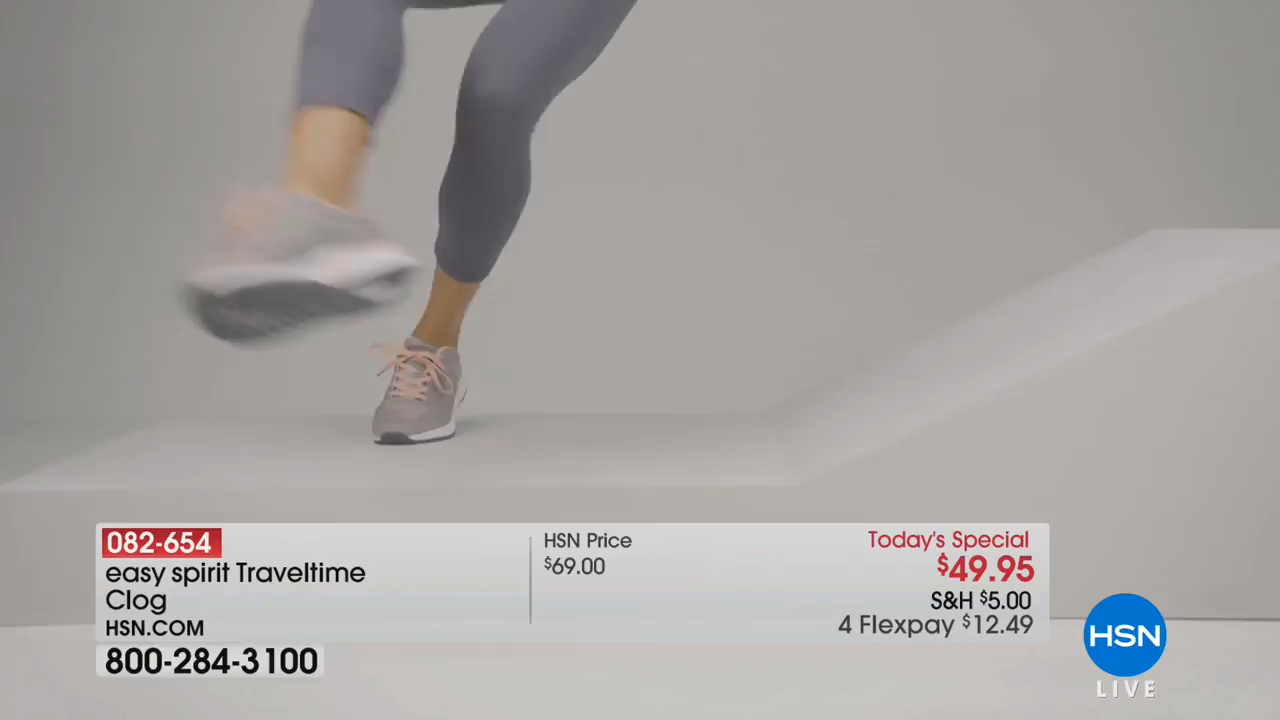 082-654
easy spirit Traveltime
Clog
HSN.COM
800-284-3100
HSN Price
$69.00
Today's Special
$49.95
S&H $5.00
4 Flexpay $12.49
HSN
LIVE